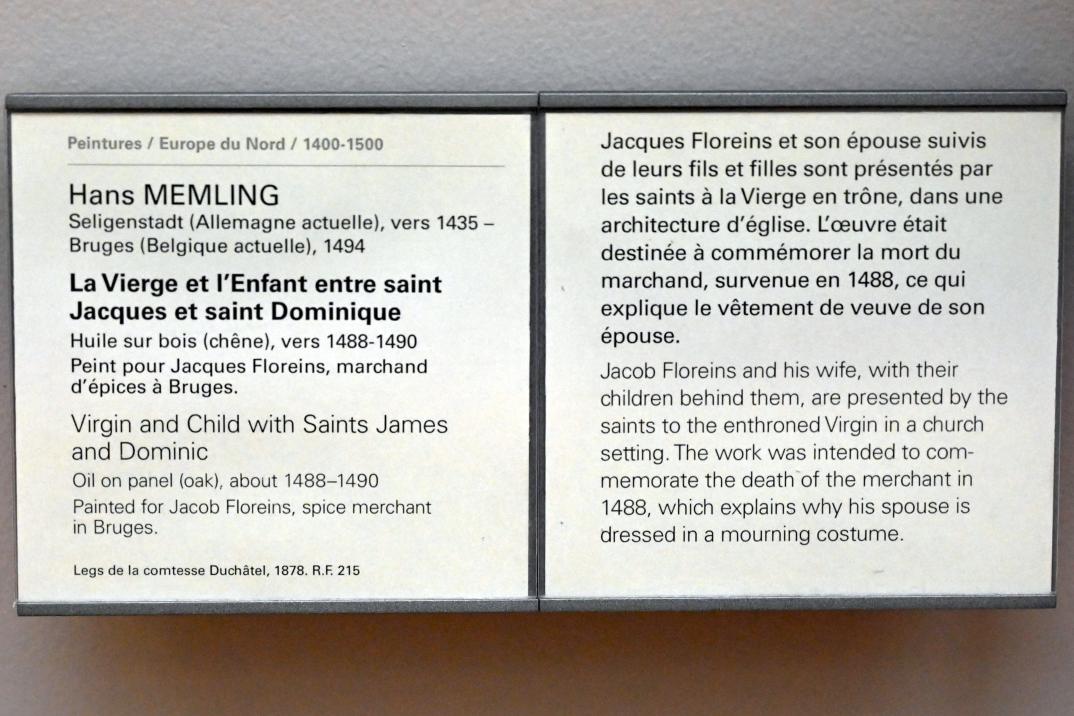 Peintures / Europe du Nord / 1400-1500
Hans MEMLING
Seligenstadt (Allemagne actuelle), vers 1435 –
Bruges (Belgique actuelle), 1494
La Vierge et l'Enfant entre saint
Jacques et saint Dominique
Huile sur bois (chêne), vers 1488-1490
Peint pour Jacques Floreins, marchand
d'épices à Bruges.
Virgin and Child with Saints James
and Dominic
Oil on panel (oak), about 1488–1490
Painted for Jacob Floreins, spice merchant
in Bruges.
Legs de la comtesse Duchâtel, 1878. R.F. 215
Jacques Floreins et son épouse suivis
de leurs fils et filles sont présentés par
les saints à la Vierge en trône, dans une
architecture d'église. L'œuvre était
destinée à commémorer la mort du
marchand, survenue en 1488, ce qui
explique le vêtement de veuve de son
épouse.
Jacob Floreins and his wife, with their
children behind them, are presented by the
saints to the enthroned Virgin in a church
setting. The work was intended to com-
memorate the death of the merchant in
1488, which explains why his spouse is
dressed in a mourning costume.